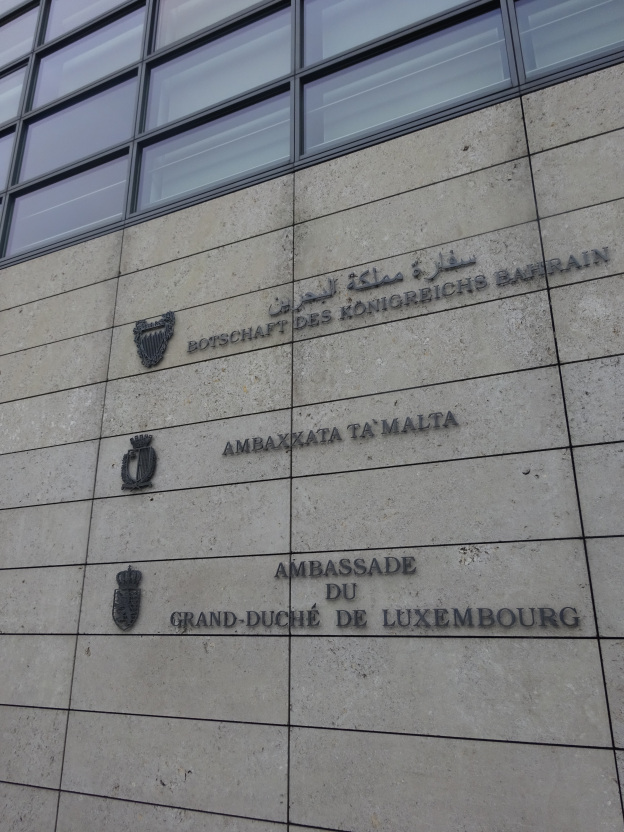 سفارة مملكة البحرين
BOTSCHAFT DES KÖNIGREICHS BAHRAIN
AMBAXXATA TA' MALTA
AMBASSADE
DU
GRAND-DUCHÉ DE LUXEMBOURG